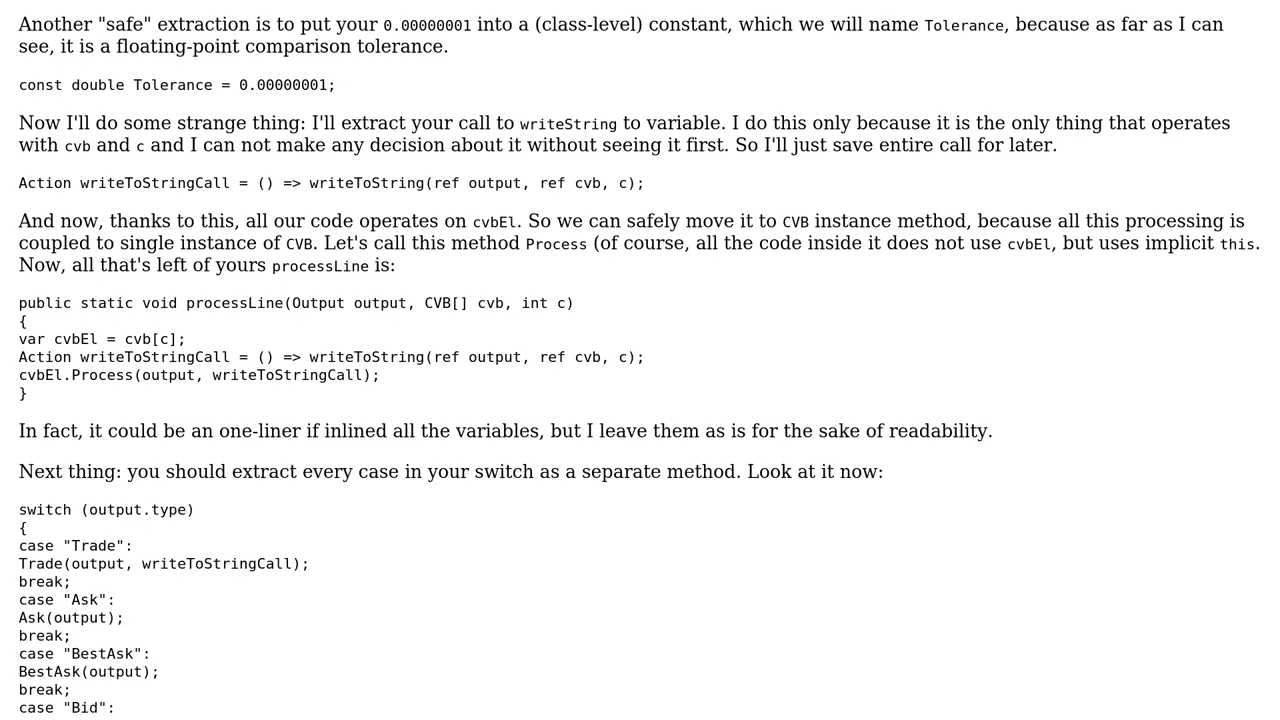 Another "safe" extraction is to put your 0.00000001 into a (class-level) constant, which we will name Tolerance, because as far as I can
see, it is a floating-point comparison tolerance.
const double Tolerance = 0.00000001;
Now I'll do some strange thing: I'll extract your call to writeString to variable. I do this only because it is the only thing that operates
with cvb and c and I can not make any decision about it without seeing it first. So I'll just save entire call for later.
Action writeToStringCall = () => writeToString(ref output, ref cvb, c);
And now, thanks to this, all our code operates on cvbEl. So we can safely move it to CVB instance method, because all this processing is
coupled to single instance of CVB. Let's call this method Process (of course, all the code inside it does not use cvbEl, but uses implicit this.
Now, all that's left of yours processLine is:
public static void processLine(Output output, CVB[] cvb, int c)
{
var cvbEl = cvb[c];
Action writeToStringCall = () => writeToString(ref output, ref cvb, c);
cvbEl.Process(output, writeToStringCall);
}
In fact, it could be an one-liner if inlined all the variables, but I leave them as is for the sake of readability.
Next thing: you should extract every case in your switch as a separate method. Look at it now:
switch (output.type)
{
case "Trade":
Trade(output, writeToStringCall);
break;
case "Ask":
Ask(output);
break;
case "BestAsk":
BestAsk(output);
break;
case "Bid":